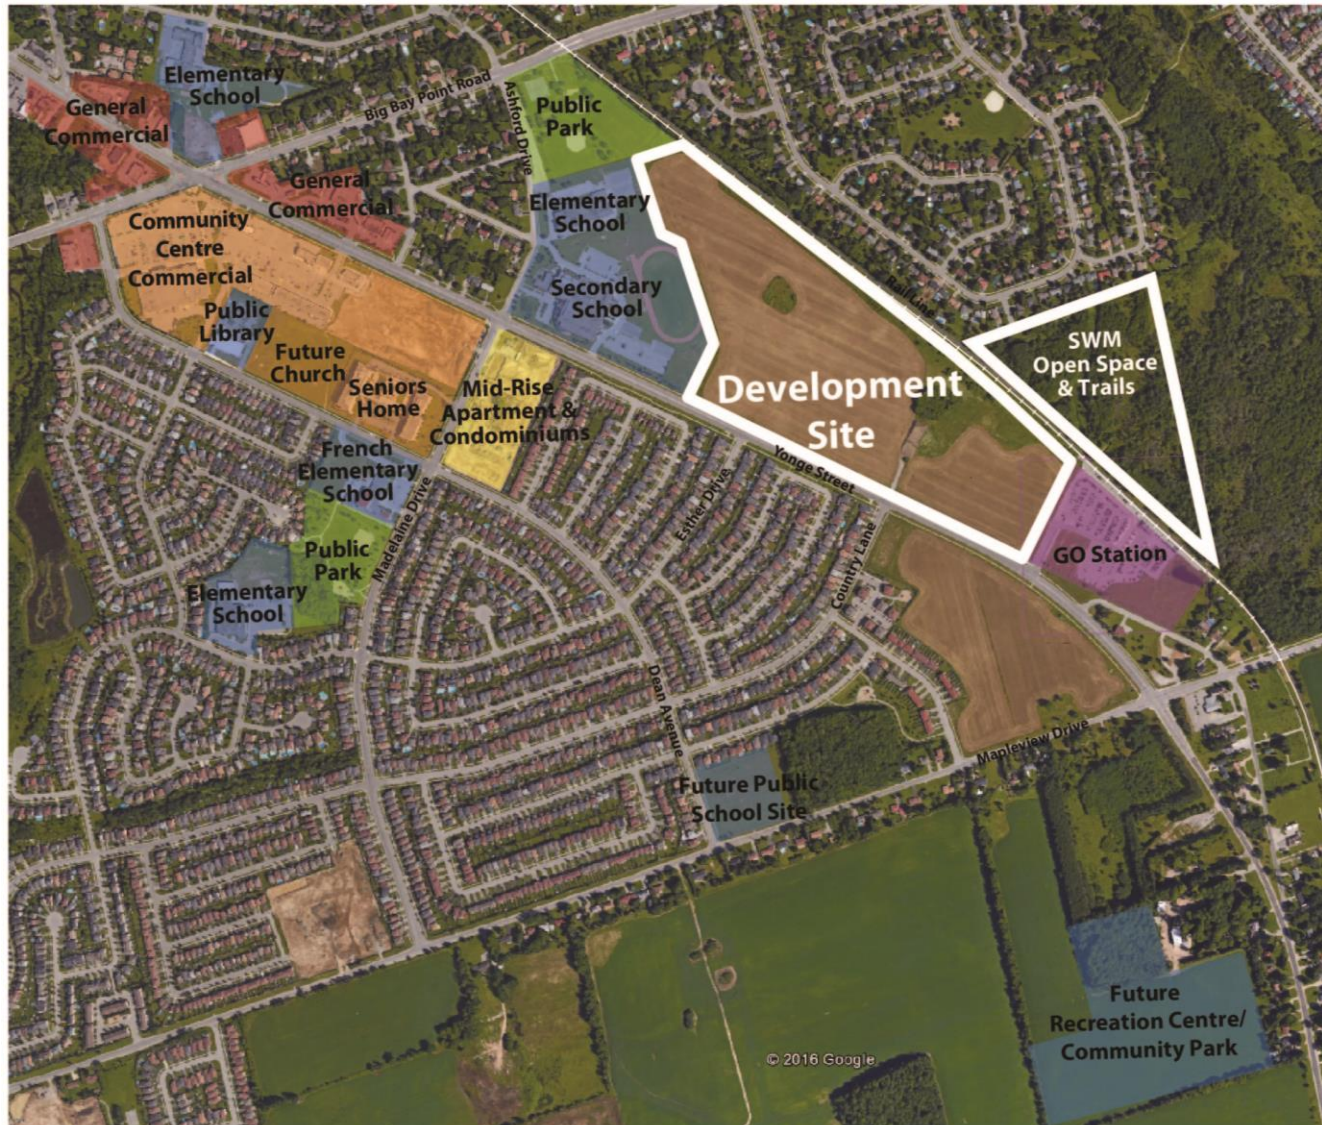 Elementary
School
General
Commercial
Big Bay Point Road
Ashford Drive
Public
Park
General
Commercial
Elementary
School
Community
Centre
Commercial
Secondary
School
Rail Line
Public
Library
Future
Church
Seniors
Home
Mid-Rise
Apartment &
Condominiums
SWM
Open Space
& Trails
Development
Site
French
Elementary
School
Yonge Street
Madelaine Drive
Esther Drive
Country Lane
GO Station
Public
Park
Elementary
School
Dean Avenue
Mapleview Drive
Future Public
School Site
Future
Recreation Centre/
Community Park
© 2016 Google